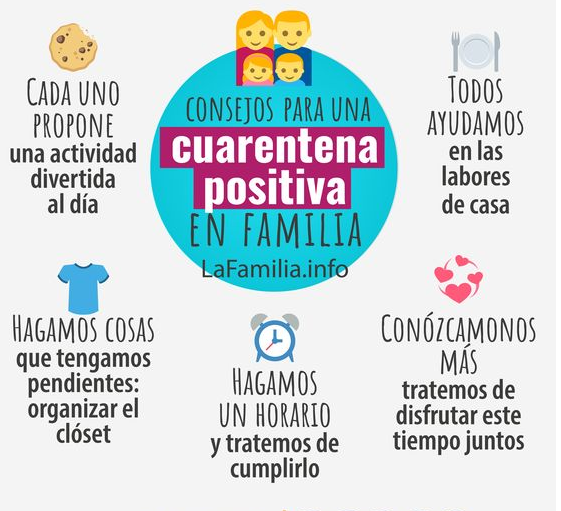 CONSEJOS PARA UNA
cuarentena
positiva
EN FAMILIA
LaFamilia.info
CADA UNO
PROPONE
una actividad
divertida
al día
TODOS
AYUDAMOS
en las
labores
de casa
HAGAMOS COSAS
que tengamos
pendientes:
organizar el
clóset
HAGAMOS
UN HORARIO
y tratemos de
cumplirlo
CONÓZCAMONOS
MÁS
tratemos de
disfrutar este
tiempo juntos